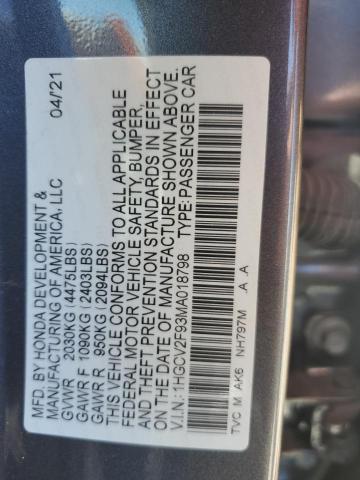 MFD. BY HONDA DEVELOPMENT & 04/21
MANUFACTURING OF AMERICA, LLC
GVWR 2030KG (4475LBS)
GAWR F 1090KG (2403LBS)
GAWR R 950KG (2094LBS)
THIS VEHICLE CONFORMS TO ALL APPLICABLE
FEDERAL MOTOR VEHICLE SAFETY, BUMPER,
AND THEFT PREVENTION STANDARDS IN EFFECT
ON THE DATE OF MANUFACTURE SHOWN ABOVE.
V.I.N.: 1HGCV2F93MA018798 TYPE: PASSENGER CAR
TVC M AK6 NH797M .A .A